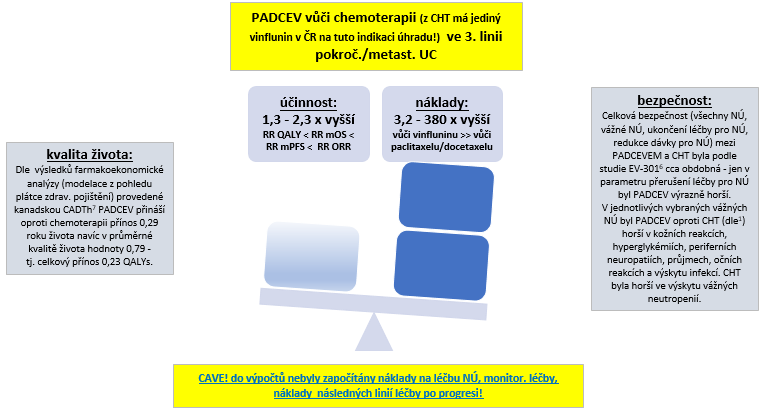 PADCEV vůči chemoterapii (z CHT má jediný
vinflunin v ČR na tuto indikaci úhradu!) ve 3. linii
pokroč./metast. UC
účinnost:
1,3 - 2,3 x vyšší
RR QALY < RR mOS <
RR mPFS < RR ORR
náklady:
3,2 - 380 x vyšší
vůči vinfluninu >> vůči
paclitaxelu/docetaxelu
kvalita života:
Dle výsledků farmakoekonomické
analýzy (modelace z pohledu
plátce zdrav. pojištění) provedené
kanadskou CADTh⁷ PADCEV přináší
oproti chemoterapii přínos 0,29
roku života navíc v průměrné
kvalitě života hodnoty 0,79 -
tj. celkový přínos 0,23 QALYs.
bezpečnost:
Celková bezpečnost (všechny NÚ,
vážné NÚ, ukončení léčby pro NÚ,
redukce dávky pro NÚ) mezi
PADCEVEM a CHT byla podle
studie EV-301⁶ cca obdobná - jen v
parametru přerušení léčby pro NÚ
byl PADCEV výrazně horší.
V jednotlivých vybraných vážných
NÚ byl PADCEV oproti CHT (dle¹)
horší v kožních reakcích,
hyperglykémiích, periferních
neuropatiích, průjmech, očních
reakcích a výskytu infekcí. CHT
byla horší ve výskytu vážných
neutropenií.
CAVE! do výpočtů nebyly započítány náklady na léčbu NÚ, monitor. léčby,
náklady následných linií léčby po progresi!